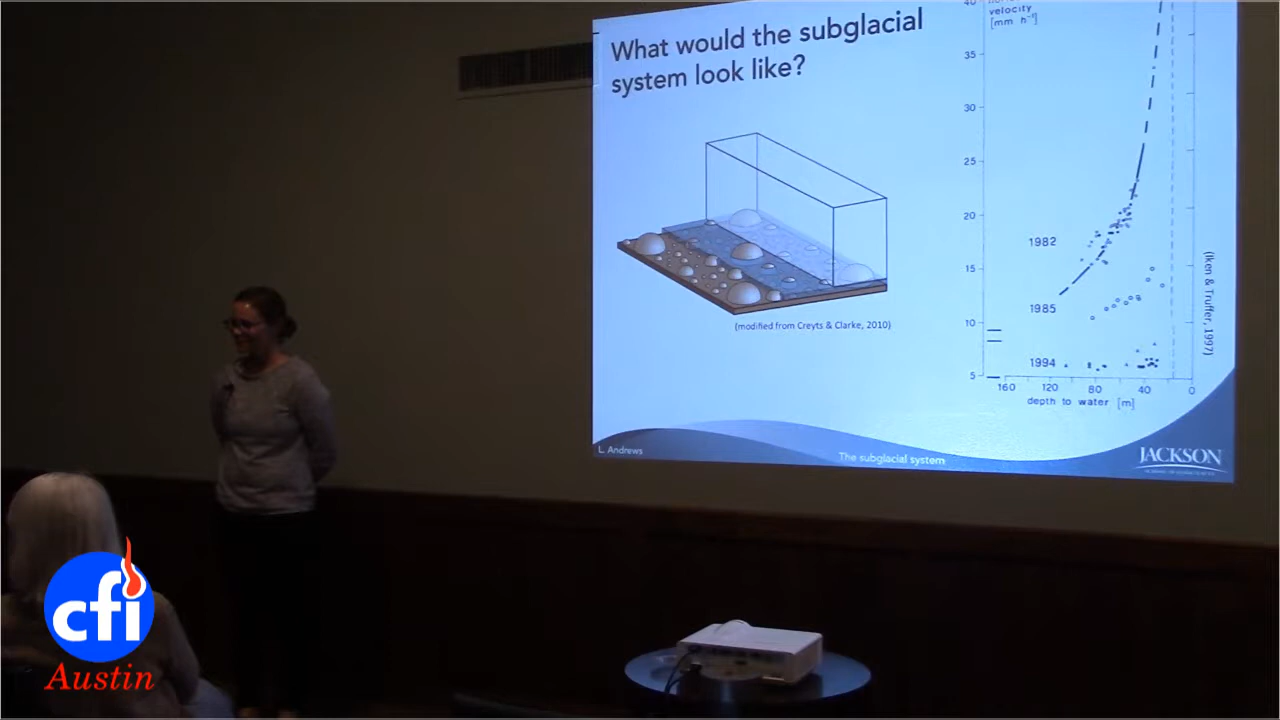 What would the subglacial
system look like?
(modified from Creyts & Clarke, 2010)
velocity
[mm h⁻¹]
40
35
30
25
20
15
10
5
1982
1985
1994
160 120 80 40 0
depth to water [m]
(Iken & Truffer, 1997)
L. Andrews
The subglacial system
JACKSON
cfi
Austin